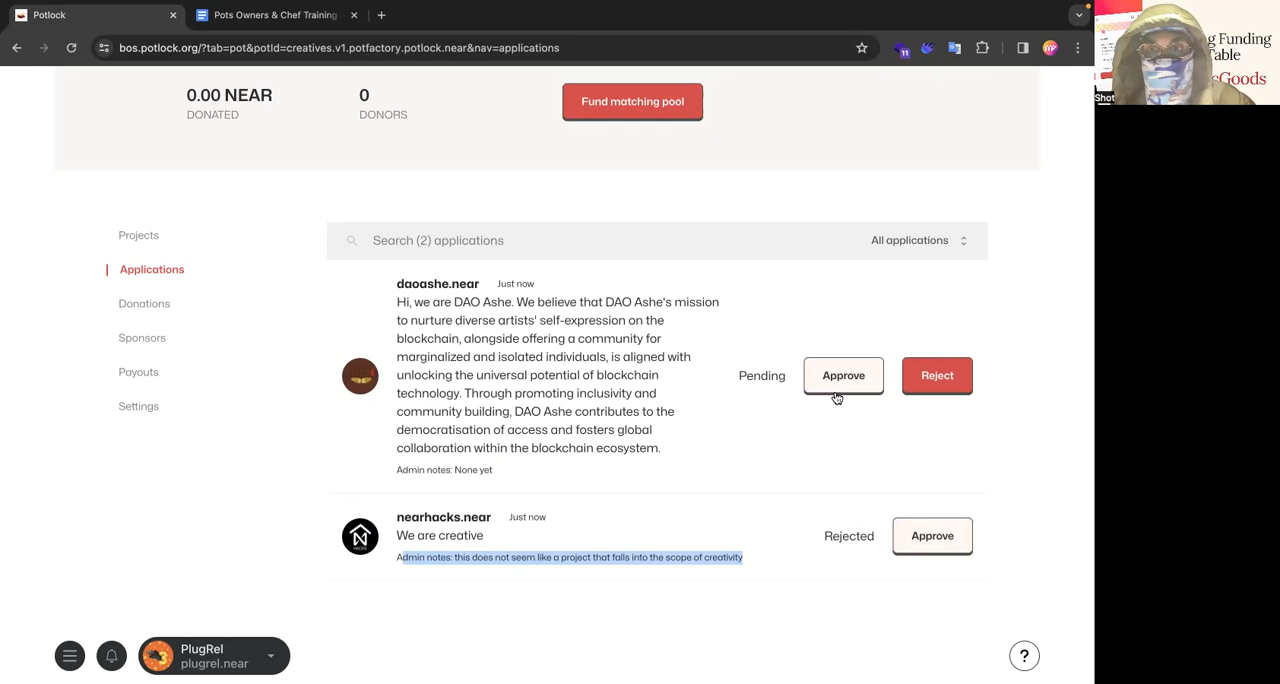 Potlock
Pots Owners & Chef Training
bos.potlock.org/?tab=pot&potId=creatives.v1.potfactory.potlock.near&nav=applications
11
g Funding
Table
Goods
Shot
0.00 NEAR
DONATED
0
DONORS
Fund matching pool
Projects
Applications
Donations
Sponsors
Payouts
Settings
Search (2) applications
All applications
daoashe.near Just now
Hi, we are DAO Ashe. We believe that DAO Ashe's mission
to nurture diverse artists' self-expression on the
blockchain, alongside offering a community for
marginalized and isolated individuals, is aligned with
unlocking the universal potential of blockchain
technology. Through promoting inclusivity and
community building, DAO Ashe contributes to the
democratisation of access and fosters global
collaboration within the blockchain ecosystem.
Admin notes: None yet
Pending
Approve
Reject
nearhacks.near Just now
We are creative
Admin notes: this does not seem like a project that falls into the scope of creativity
Rejected
Approve
PlugRel
plugrel.near
?